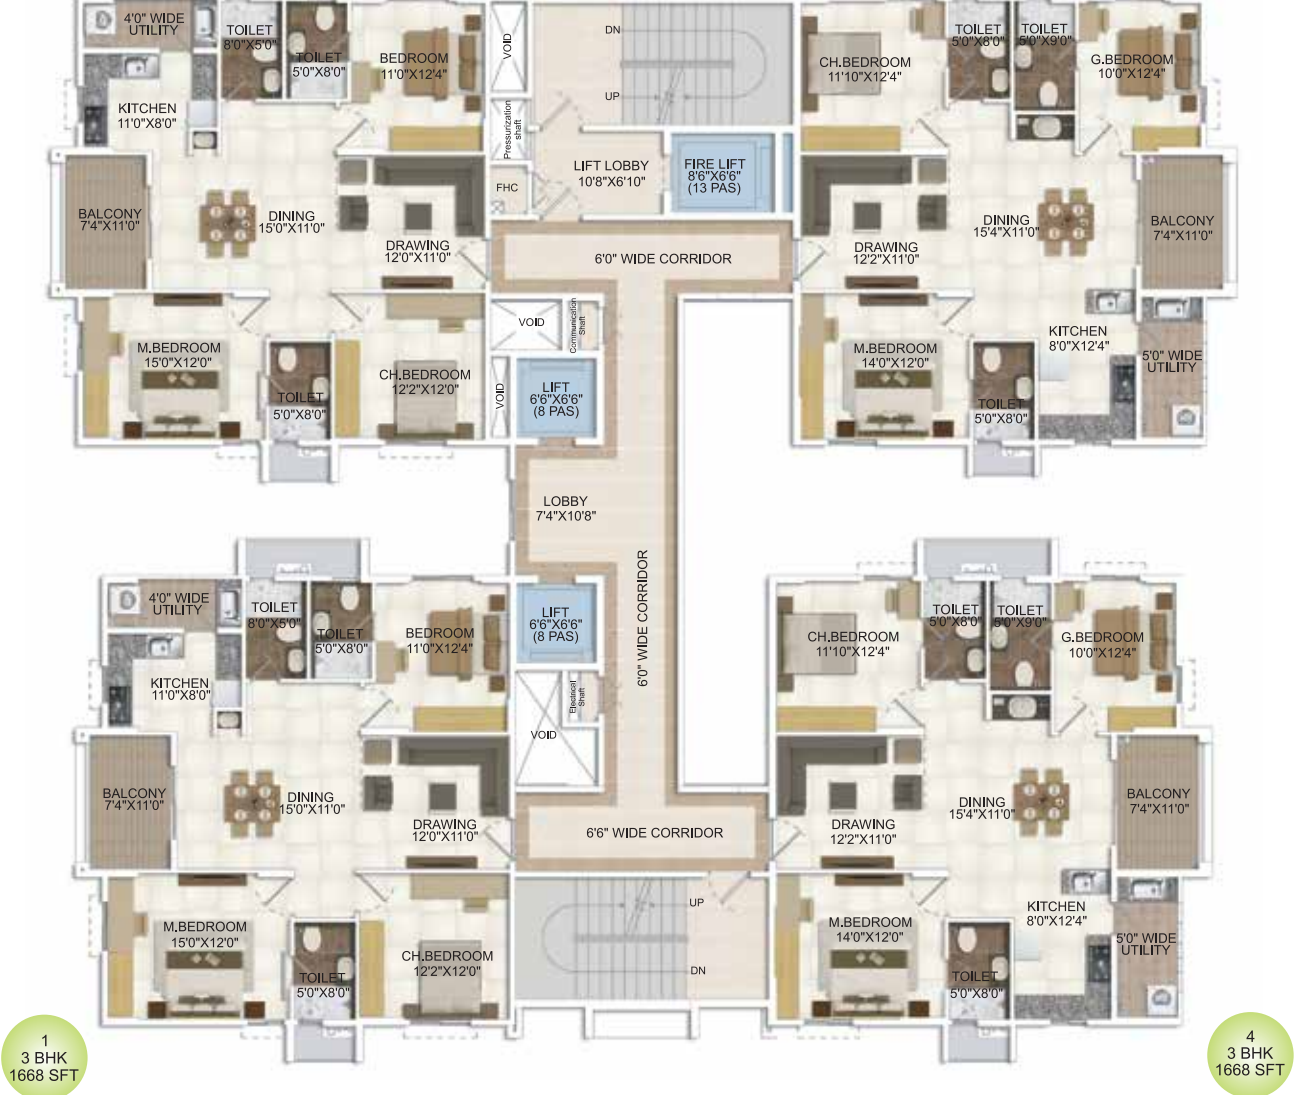 4'0" WIDE
UTILITY
TOILET
8'0"X5'0"
TOILET
5'0"X8'0"
BEDROOM
11'0"X12'4"
KITCHEN
11'0"X8'0"
BALCONY
7'4"X11'0"
DINING
15'0"X11'0"
DRAWING
12'0"X11'0"
M.BEDROOM
15'0"X12'0"
TOILET
5'0"X8'0"
CH.BEDROOM
12'2"X12'0"
VOID
Pressurization
shaft
FHC
DN
UP
LIFT LOBBY
10'8"X6'10"
FIRE LIFT
8'6"X6'6"
(13 PAS)
6'0" WIDE CORRIDOR
VOID
Communication
Shaft
VOID
LIFT
6'6"X6'6"
(8 PAS)
LOBBY
7'4"X10'8"
6'0" WIDE CORRIDOR
LIFT
6'6"X6'6"
(8 PAS)
Electrical
Shaft
VOID
6'6" WIDE CORRIDOR
UP
DN
CH.BEDROOM
11'10"X12'4"
TOILET
5'0"X8'0"
TOILET
5'0"X9'0"
G.BEDROOM
10'0"X12'4"
DRAWING
12'2"X11'0"
DINING
15'4"X11'0"
BALCONY
7'4"X11'0"
M.BEDROOM
14'0"X12'0"
TOILET
5'0"X8'0"
KITCHEN
8'0"X12'4"
5'0" WIDE
UTILITY
4'0" WIDE
UTILITY
TOILET
8'0"X5'0"
TOILET
5'0"X8'0"
BEDROOM
11'0"X12'4"
KITCHEN
11'0"X8'0"
BALCONY
7'4"X11'0"
DINING
15'0"X11'0"
DRAWING
12'0"X11'0"
M.BEDROOM
15'0"X12'0"
TOILET
5'0"X8'0"
CH.BEDROOM
12'2"X12'0"
CH.BEDROOM
11'10"X12'4"
TOILET
5'0"X8'0"
TOILET
5'0"X9'0"
G.BEDROOM
10'0"X12'4"
DRAWING
12'2"X11'0"
DINING
15'4"X11'0"
BALCONY
7'4"X11'0"
M.BEDROOM
14'0"X12'0"
TOILET
5'0"X8'0"
KITCHEN
8'0"X12'4"
5'0" WIDE
UTILITY
1
3 BHK
1668 SFT
4
3 BHK
1668 SFT